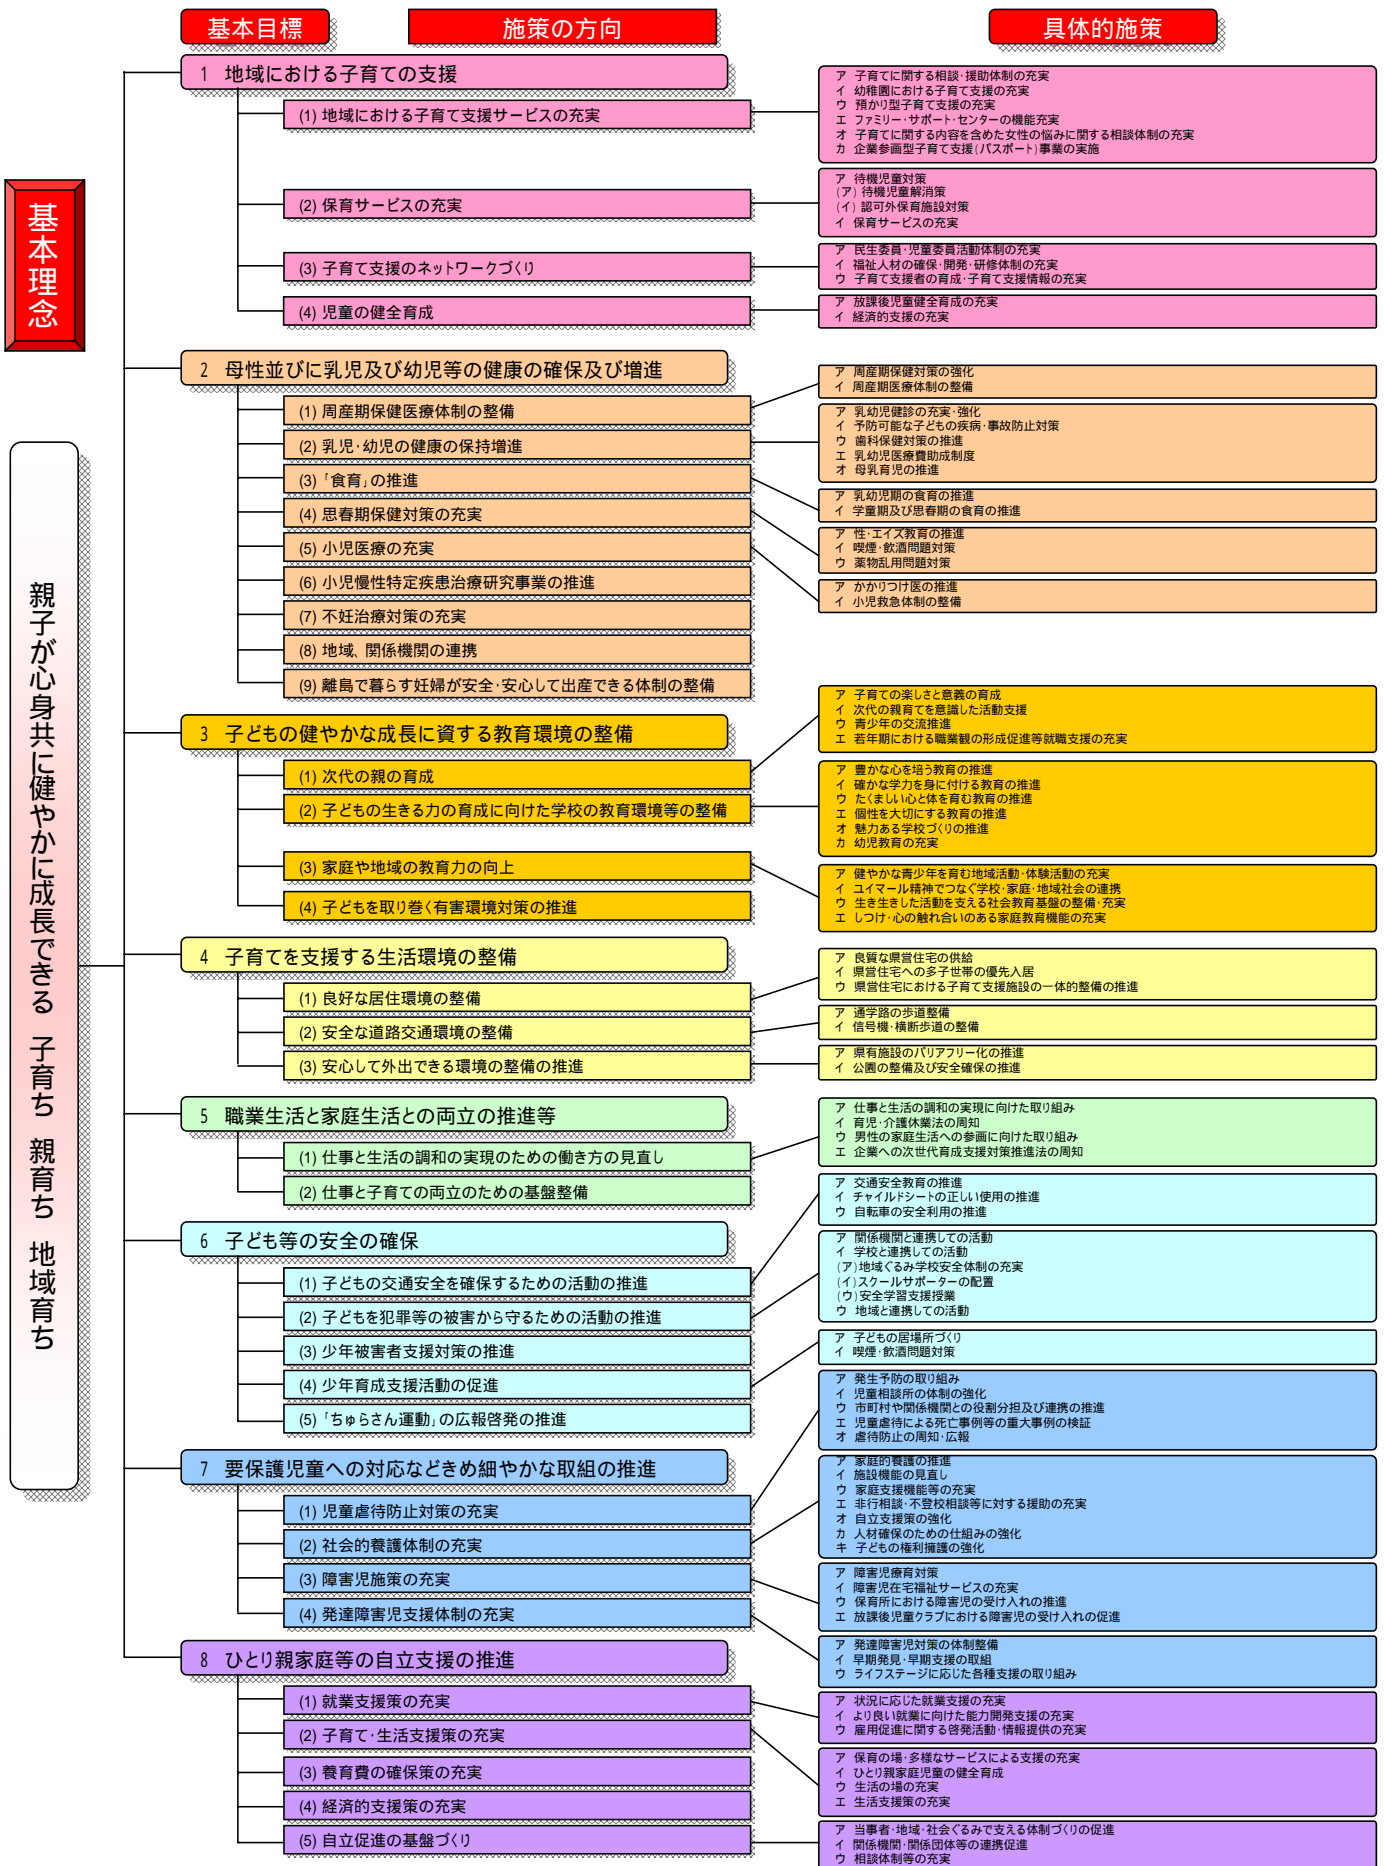 基本目標
施策の方向
具体的施策
基本理念
親子が心身共に健やかに成長できる 子育ち 親育ち 地域育ち
1 地域における子育ての支援
(1) 地域における子育て支援サービスの充実
ア 子育てに関する相談・援助体制の充実
イ 幼稚園における子育て支援の充実
ウ 預かり型子育て支援の充実
エ ファミリー・サポート・センターの機能充実
オ 子育てに関する内容を含めた女性の悩みに関する相談体制の充実
カ 企業参画型子育て支援(パスポート)事業の実施
(2) 保育サービスの充実
ア 待機児童対策
(ア) 待機児童解消策
(イ) 認可外保育施設対策
イ 保育サービスの充実
(3) 子育て支援のネットワークづくり
ア 民生委員・児童委員活動体制の充実
イ 福祉人材の確保・開発・研修体制の充実
ウ 子育て支援者の育成・子育て支援情報の充実
(4) 児童の健全育成
ア 放課後児童健全育成の充実
イ 経済的支援の充実
2 母性並びに乳児及び幼児等の健康の確保及び増進
(1) 周産期保健医療体制の整備
ア 周産期保健対策の強化
イ 周産期医療体制の整備
(2) 乳児・幼児の健康の保持増進
ア 乳幼児健診の充実・強化
イ 予防可能な子どもの疾病・事故防止対策
ウ 歯科保健対策の推進
エ 乳幼児医療費助成制度
オ 母乳育児の推進
(3) 「食育」の推進
ア 乳幼児期の食育の推進
イ 学童期及び思春期の食育の推進
(4) 思春期保健対策の充実
ア 性・エイズ教育の推進
イ 喫煙・飲酒問題対策
ウ 薬物乱用問題対策
(5) 小児医療の充実
ア かかりつけ医の推進
イ 小児救急体制の整備
(6) 小児慢性特定疾患治療研究事業の推進
(7) 不妊治療対策の充実
(8) 地域、関係機関の連携
(9) 離島で暮らす妊婦が安全・安心して出産できる体制の整備
3 子どもの健やかな成長に資する教育環境の整備
(1) 次代の親の育成
ア 子育ての楽しさと意義の育成
イ 次代の親育てを意識した活動支援
ウ 青少年の交流推進
エ 若年期における職業観の形成促進等就職支援の充実
(2) 子どもの生きる力の育成に向けた学校の教育環境等の整備
ア 豊かな心を培う教育の推進
イ 確かな学力を身に付ける教育の推進
ウ たくましい心と体を育む教育の推進
エ 個性を大切にする教育の推進
オ 魅力ある学校づくりの推進
カ 幼児教育の充実
(3) 家庭や地域の教育力の向上
ア 健やかな青少年を育む地域活動・体験活動の充実
イ ユイマール精神でつなぐ学校・家庭・地域社会の連携
ウ 生き生きした活動を支える社会教育基盤の整備・充実
エ しつけ・心の触れ合いのある家庭教育機能の充実
(4) 子どもを取り巻く有害環境対策の推進
4 子育てを支援する生活環境の整備
(1) 良好な居住環境の整備
ア 良質な県営住宅の供給
イ 県営住宅への多子世帯の優先入居
ウ 県営住宅における子育て支援施設の一体的整備の推進
(2) 安全な道路交通環境の整備
ア 通学路の歩道整備
イ 信号機・横断歩道の整備
(3) 安心して外出できる環境の整備の推進
ア 県有施設のバリアフリー化の推進
イ 公園の整備及び安全確保の推進
5 職業生活と家庭生活との両立の推進等
(1) 仕事と生活の調和の実現のための働き方の見直し
ア 仕事と生活の調和の実現に向けた取り組み
イ 育児・介護休業法の周知
ウ 男性の家庭生活への参画に向けた取り組み
エ 企業への次世代育成支援対策推進法の周知
(2) 仕事と子育ての両立のための基盤整備
6 子ども等の安全の確保
(1) 子どもの交通安全を確保するための活動の推進
ア 交通安全教育の推進
イ チャイルドシートの正しい使用の推進
ウ 自転車の安全利用の推進
(2) 子どもを犯罪等の被害から守るための活動の推進
ア 関係機関と連携しての活動
イ 学校と連携しての活動
(ア)地域ぐるみ学校安全体制の充実
(イ)スクールサポーターの配置
(ウ)安全学習支援授業
ウ 地域と連携しての活動
(3) 少年被害者支援対策の推進
(4) 少年育成支援活動の促進
ア 子どもの居場所づくり
イ 喫煙・飲酒問題対策
(5) 「ちゅらさん運動」の広報啓発の推進
7 要保護児童への対応などきめ細やかな取組の推進
(1) 児童虐待防止対策の充実
ア 発生予防の取り組み
イ 児童相談所の体制の強化
ウ 市町村や関係機関との役割分担及び連携の推進
エ 児童虐待による死亡事例等の重大事例の検証
オ 虐待防止の周知・広報
(2) 社会的養護体制の充実
ア 家庭的養護の推進
イ 施設機能の見直し
ウ 家庭支援機能等の充実
エ 非行相談・不登校相談等に対する援助の充実
オ 自立支援策の強化
カ 人材確保のための仕組みの強化
キ 子どもの権利擁護の強化
(3) 障害児施策の充実
ア 障害児療育対策
イ 障害児在宅福祉サービスの充実
ウ 保育所における障害児の受け入れの推進
エ 放課後児童クラブにおける障害児の受け入れの促進
(4) 発達障害児支援体制の充実
ア 発達障害児対策の体制整備
イ 早期発見・早期支援の取組
ウ ライフステージに応じた各種支援の取り組み
8 ひとり親家庭等の自立支援の推進
(1) 就業支援策の充実
ア 状況に応じた就業支援の充実
イ より良い就業に向けた能力開発支援の充実
ウ 雇用促進に関する啓発活動・情報提供の充実
(2) 子育て・生活支援策の充実
ア 保育の場・多様なサービスによる支援の充実
イ ひとり親家庭児童の健全育成
ウ 生活の場の充実
エ 生活支援策の充実
(3) 養育費の確保策の充実
(4) 経済的支援策の充実
(5) 自立促進の基盤づくり
ア 当事者・地域・社会ぐるみで支える体制づくりの促進
イ 関係機関・関係団体等の連携促進
ウ 相談体制等の充実